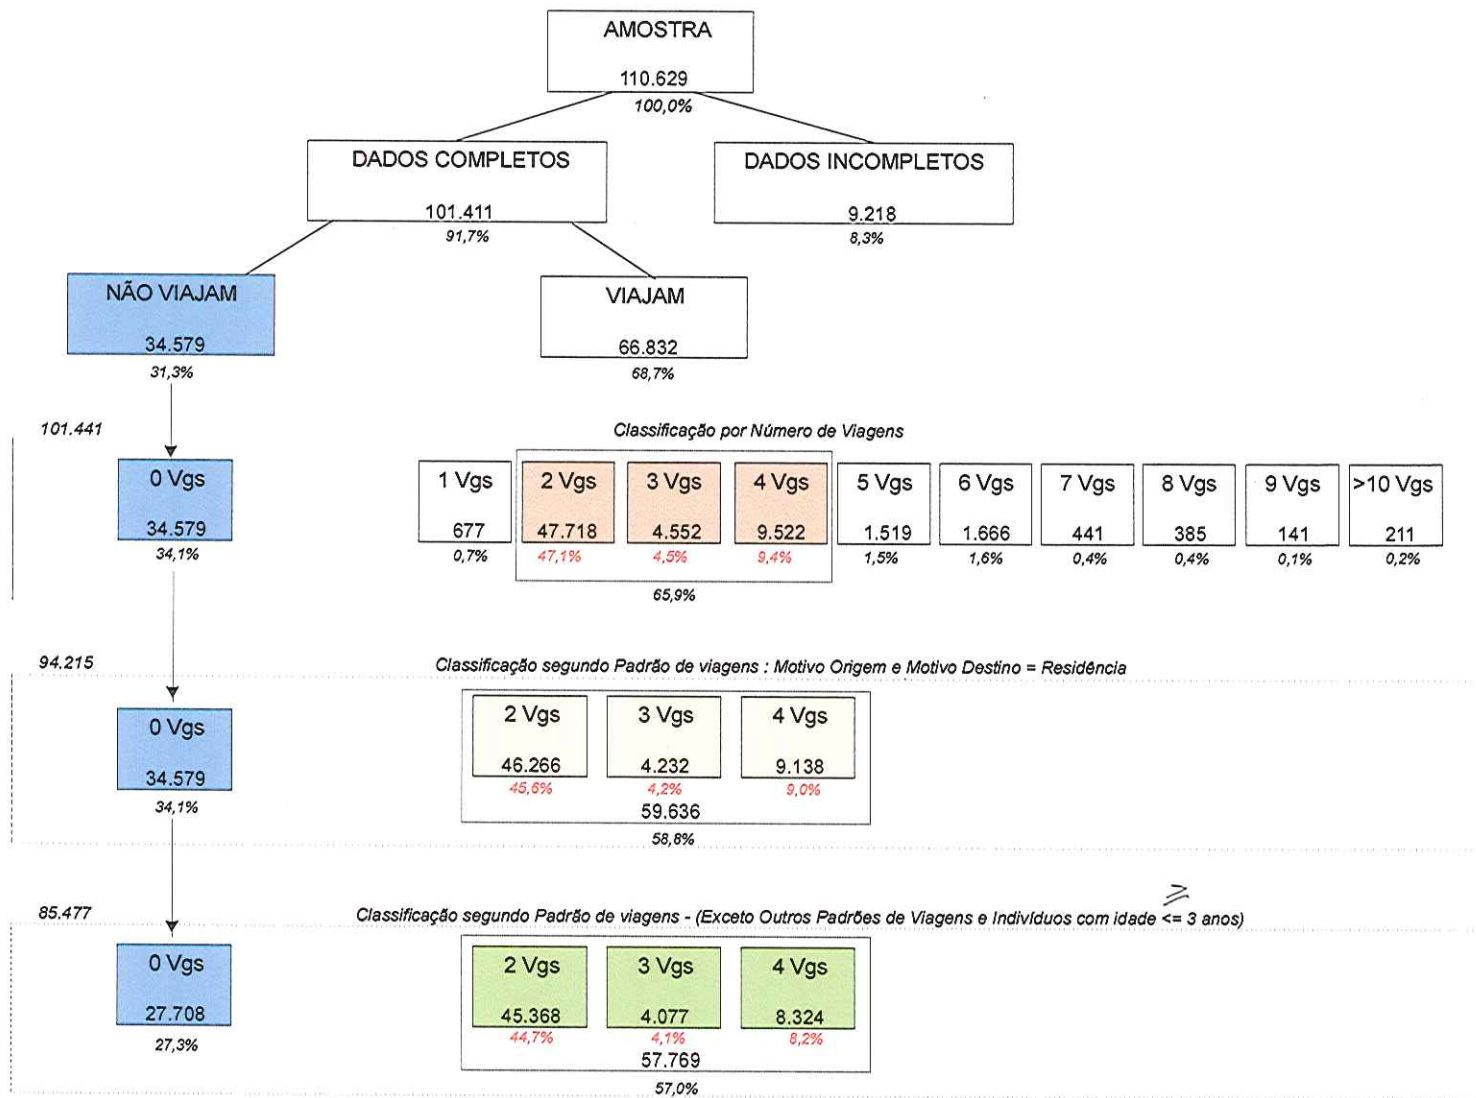 AMOSTRA
110.629
100,0%
DADOS COMPLETOS
101.411
91,7%
DADOS INCOMPLETOS
9.218
8,3%
NÃO VIAJAM
34.579
31,3%
VIAJAM
66.832
68,7%
101.441
Classificação por Número de Viagens
0 Vgs
34.579
34,1%
1 Vgs
677
0,7%
2 Vgs
47.718
47,1%
3 Vgs
4.552
4,5%
4 Vgs
9.522
9,4%
65,9%
5 Vgs
1.519
1,5%
6 Vgs
1.666
1,6%
7 Vgs
441
0,4%
8 Vgs
385
0,4%
9 Vgs
141
0,1%
>10 Vgs
211
0,2%
94.215
Classificação segundo Padrão de viagens : Motivo Origem e Motivo Destino = Residência
0 Vgs
34.579
34,1%
2 Vgs
46.266
45,6%
3 Vgs
4.232
4,2%
4 Vgs
9.138
9,0%
59.636
58,8%
85.477
≥
Classificação segundo Padrão de viagens - (Exceto Outros Padrões de Viagens e Indivíduos com idade <= 3 anos)
0 Vgs
27.708
27,3%
2 Vgs
45.368
44,7%
3 Vgs
4.077
4,1%
4 Vgs
8.324
8,2%
57.769
57,0%